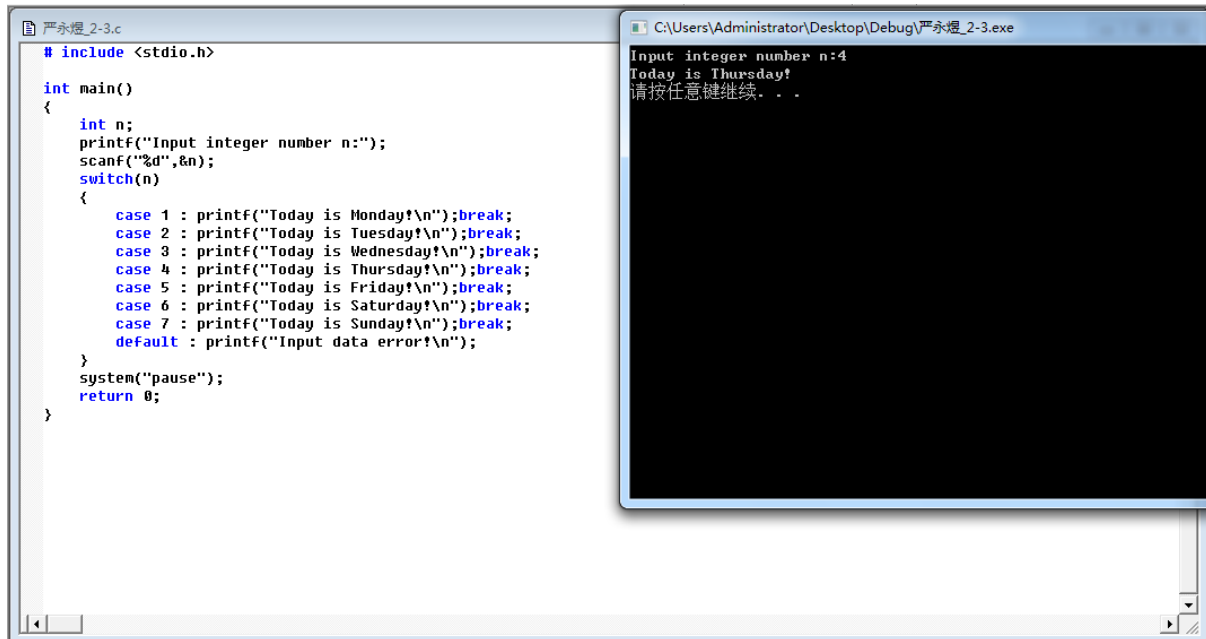 严永煜_2-3.c
# include <stdio.h>
int main()
{
int n;
printf("Input integer number n:");
scanf("%d",&n);
switch(n)
{
case 1 : printf("Today is Monday!\n");break;
case 2 : printf("Today is Tuesday!\n");break;
case 3 : printf("Today is Wednesday!\n");break;
case 4 : printf("Today is Thursday!\n");break;
case 5 : printf("Today is Friday!\n");break;
case 6 : printf("Today is Saturday!\n");break;
case 7 : printf("Today is Sunday!\n");break;
default : printf("Input data error!\n");
}
system("pause");
return 0;
}
C:\Users\Administrator\Desktop\Debug\严永煜_2-3.exe
Input integer number n:4
Today is Thursday!
请按任意键继续. . .